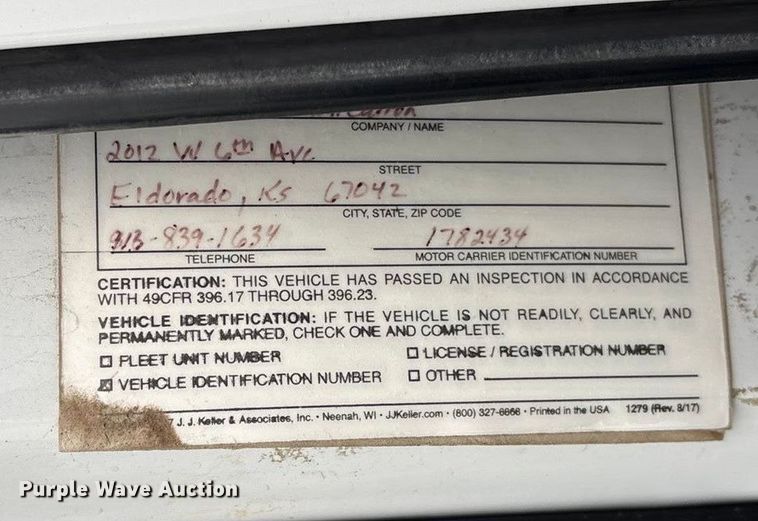 COMPANY / NAME
2012 W 6th Ave
STREET
Eldorado, Ks 67042
CITY, STATE, ZIP CODE
913-839-1634 1782434
TELEPHONE MOTOR CARRIER IDENTIFICATION NUMBER
CERTIFICATION: THIS VEHICLE HAS PASSED AN INSPECTION IN ACCORDANCE
WITH 49CFR 396.17 THROUGH 396.23.
VEHICLE IDENTIFICATION: IF THE VEHICLE IS NOT READILY, CLEARLY, AND
PERMANENTLY MARKED, CHECK ONE AND COMPLETE.
☐ FLEET UNIT NUMBER ☐ LICENSE / REGISTRATION NUMBER
☒ VEHICLE IDENTIFICATION NUMBER ☐ OTHER
7 J. J. Keller & Associates, Inc. • Neenah, WI • JJKeller.com • (800) 327-6868 • Printed in the USA 1279 (Rev. 8/17)
Purple Wave Auction